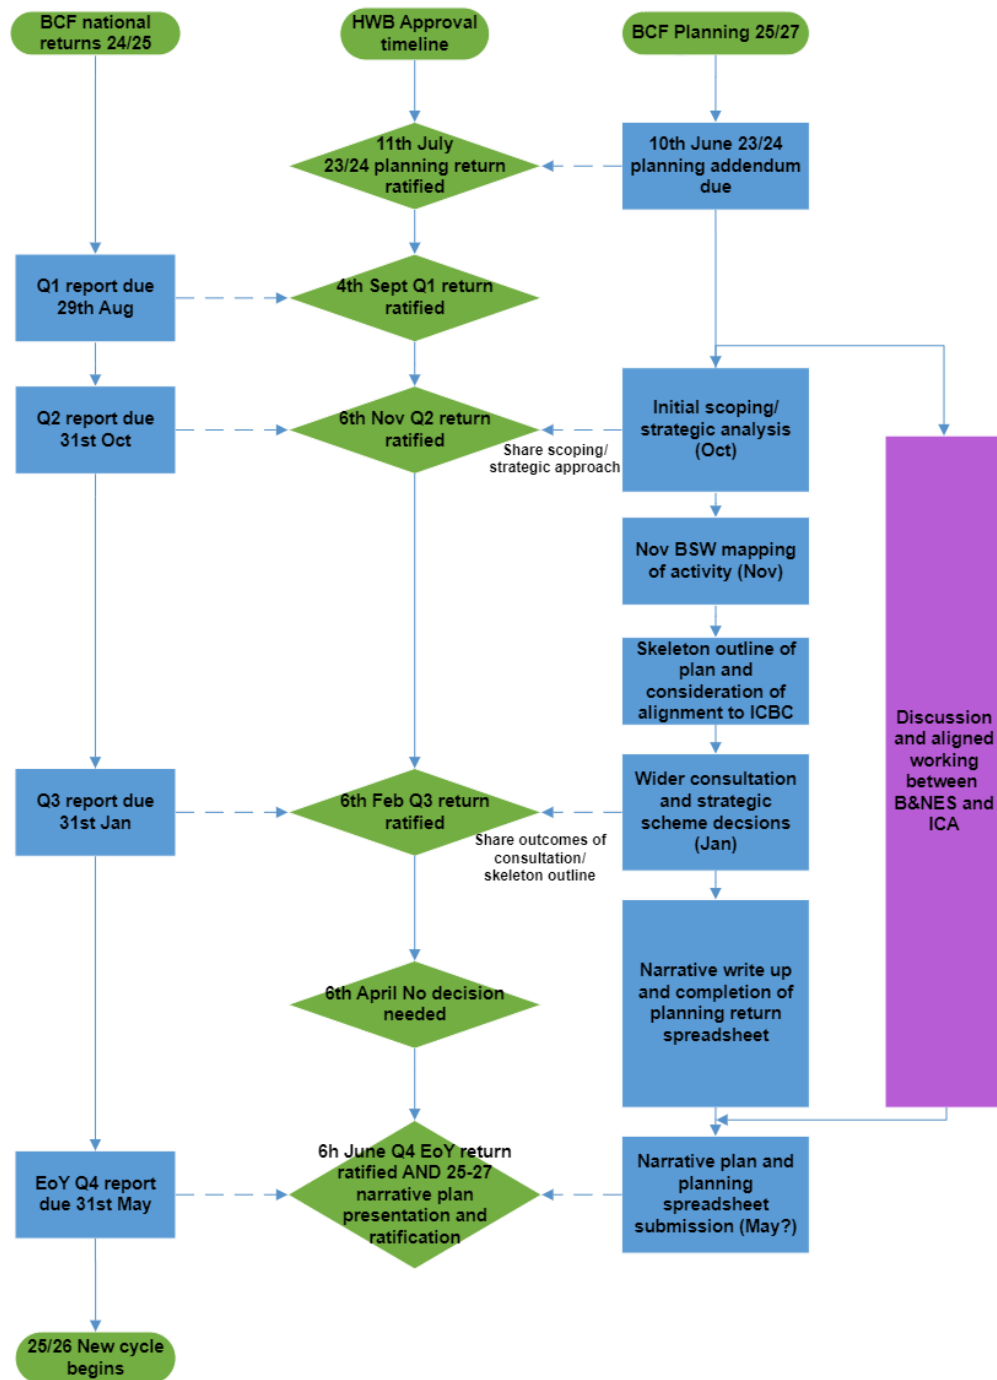 BCF national
returns 24/25
HWB Approval
timeline
BCF Planning 25/27
11th July
23/24 planning return
ratified
10th June 23/24
planning addendum
due
Q1 report due
29th Aug
4th Sept Q1 return
ratified
Q2 report due
31st Oct
6th Nov Q2 return
ratified
Share scoping/
strategic approach
Initial scoping/
strategic analysis
(Oct)
Nov BSW mapping
of activity (Nov)
Skeleton outline of
plan and
consideration of
alignment to ICBC
Discussion
and aligned
working
between
B&NES and
ICA
Q3 report due
31st Jan
6th Feb Q3 return
ratified
Share outcomes of
consultation/
skeleton outline
Wider consultation
and strategic
scheme decsions
(Jan)
6th April No decision
needed
Narrative write up
and completion of
planning return
spreadsheet
EoY Q4 report
due 31st May
6h June Q4 EoY return
ratified AND 25-27
narrative plan
presentation and
ratification
Narrative plan and
planning
spreadsheet
submission (May?)
25/26 New cycle
begins